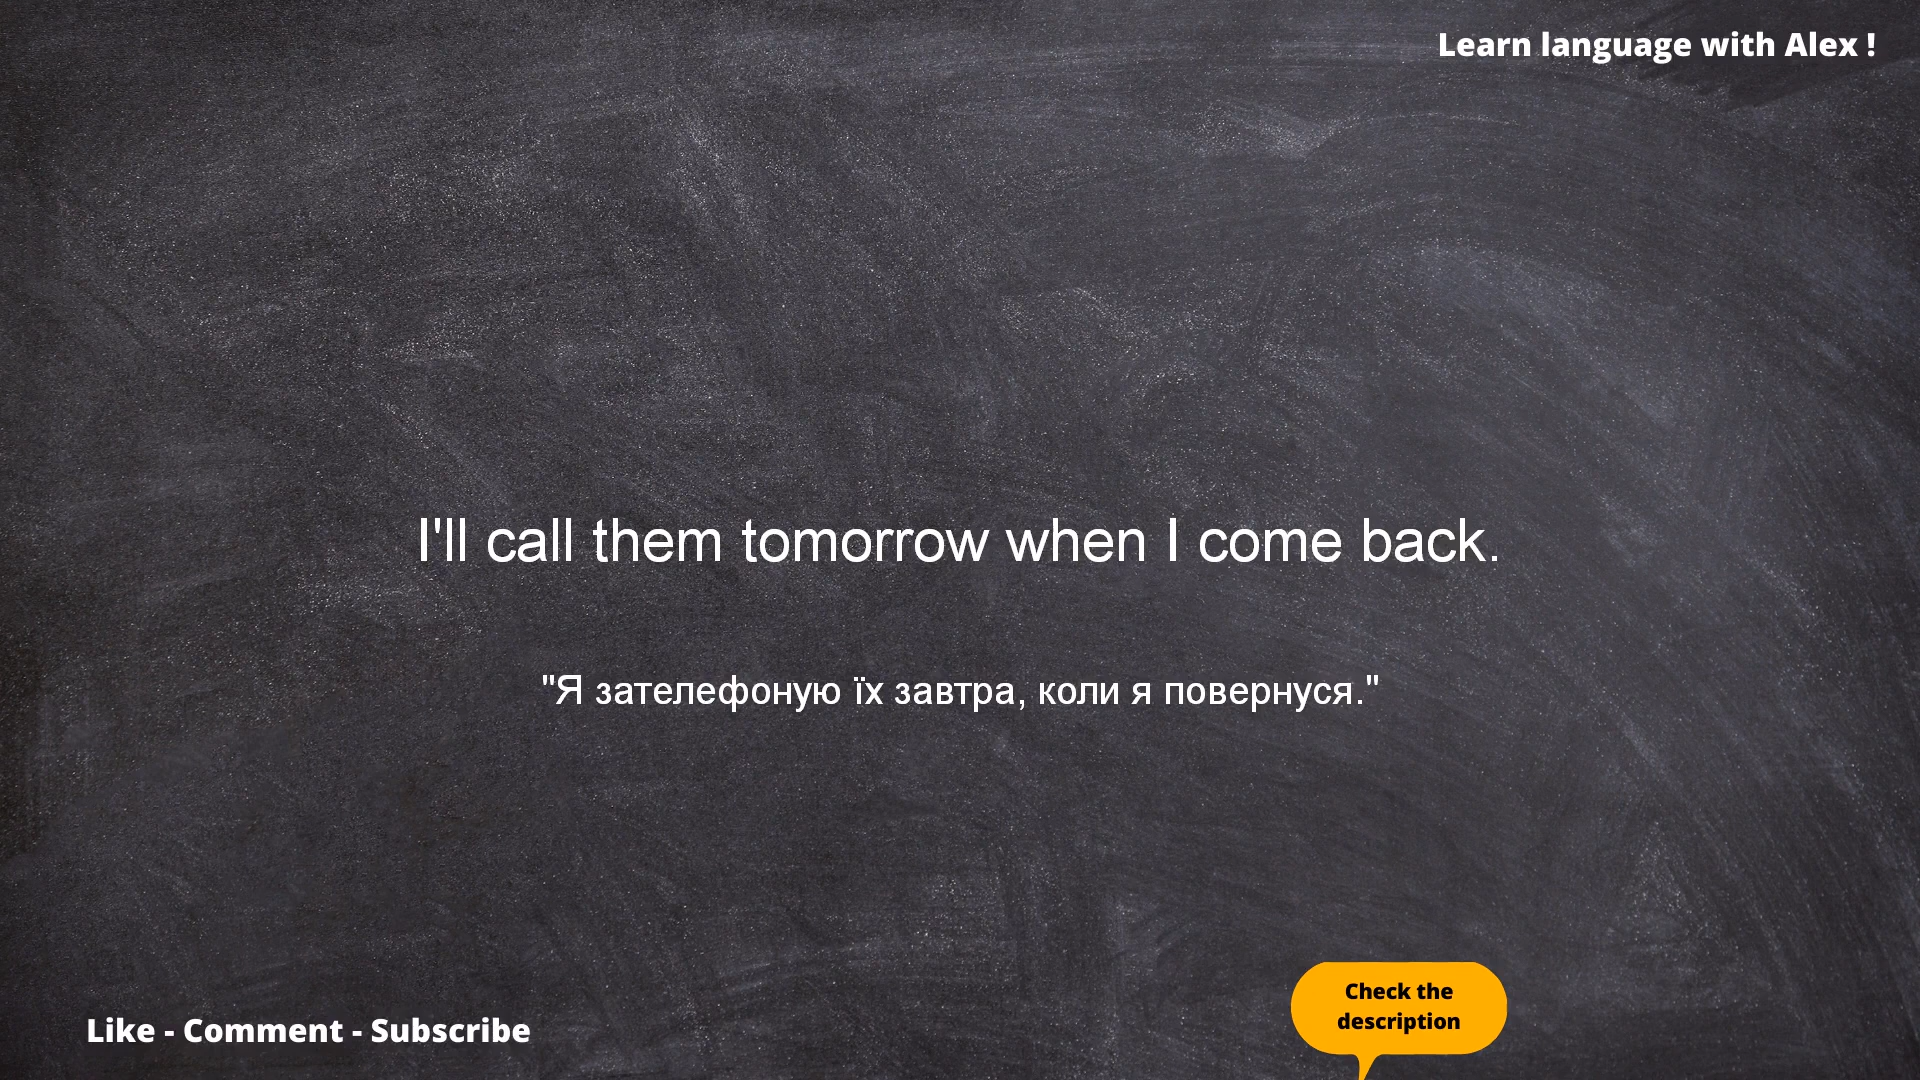 Learn language with Alex !
I'll call them tomorrow when I come back.
"Я зателефоную їх завтра, коли я повернуся."
Check the
description
Like - Comment - Subscribe